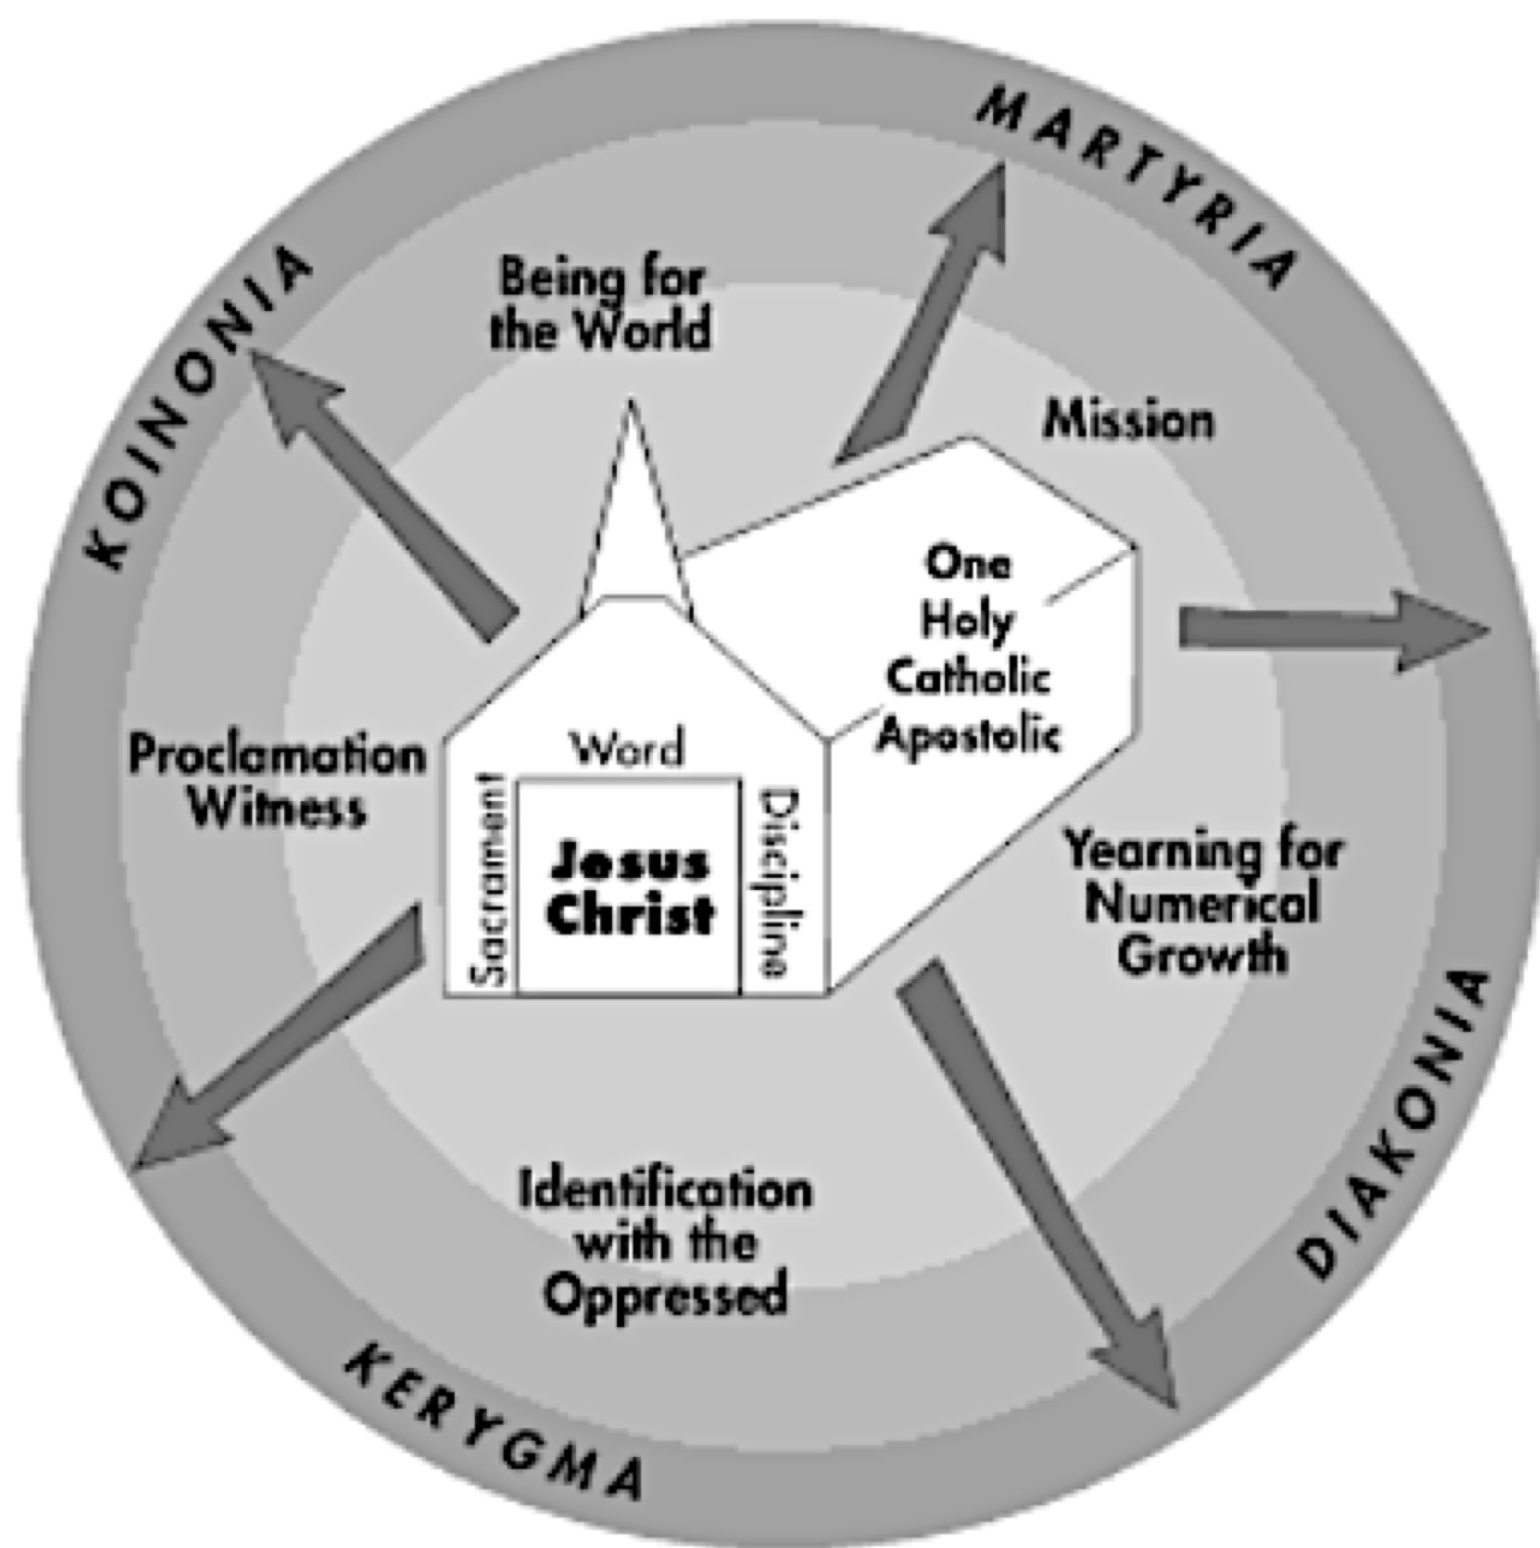 MARTYRIA
KOINONIA
Being for
the World
Mission
One
Holy
Catholic
Apostolic
Proclamation
Witness
Word
Sacrament
Jesus
Christ
Discipline
Yearning for
Numerical
Growth
DIAKONIA
Identification
with the
Oppressed
KERYGMA